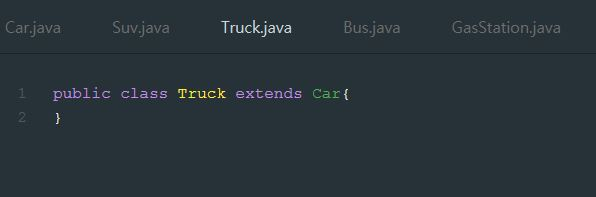 Car.java Suv.java Truck.java Bus.java GasStation.java
1 public class Truck extends Car{
2 }